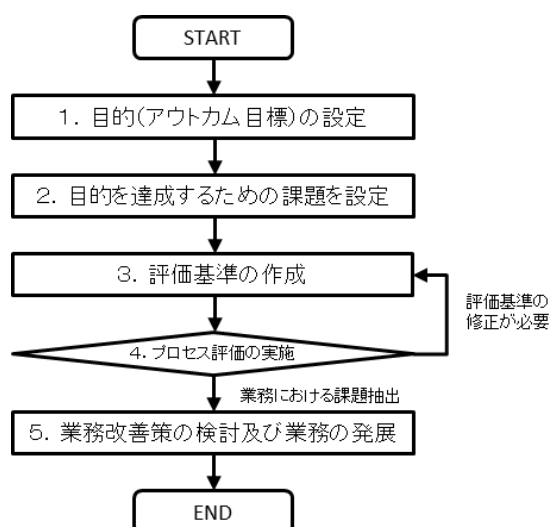 START
1. 目的(アウトカム目標)の設定
2. 目的を達成するための課題を設定
3. 評価基準の作成
評価基準の
修正が必要
4. プロセス評価の実施
業務における課題抽出
5. 業務改善策の検討及び業務の発展
END